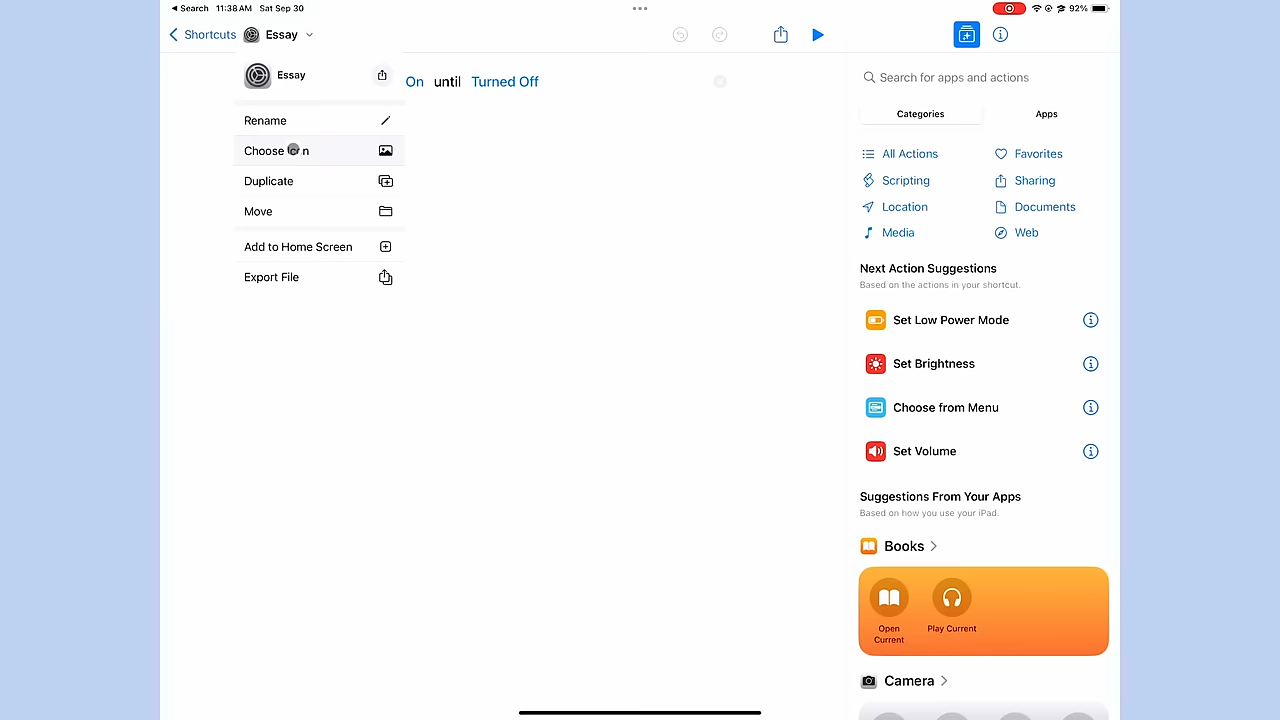 Search 11:38 AM Sat Sep 30 92%
Shortcuts Essay
Essay
Rename
Choose Icon
Duplicate
Move
Add to Home Screen
Export File
On until Turned Off
Search for apps and actions
Categories Apps
All Actions Favorites
Scripting Sharing
Location Documents
Media Web
Next Action Suggestions
Based on the actions in your shortcut.
Set Low Power Mode
Set Brightness
Choose from Menu
Set Volume
Suggestions From Your Apps
Based on how you use your iPad.
Books
Open Play Current
Current
Camera